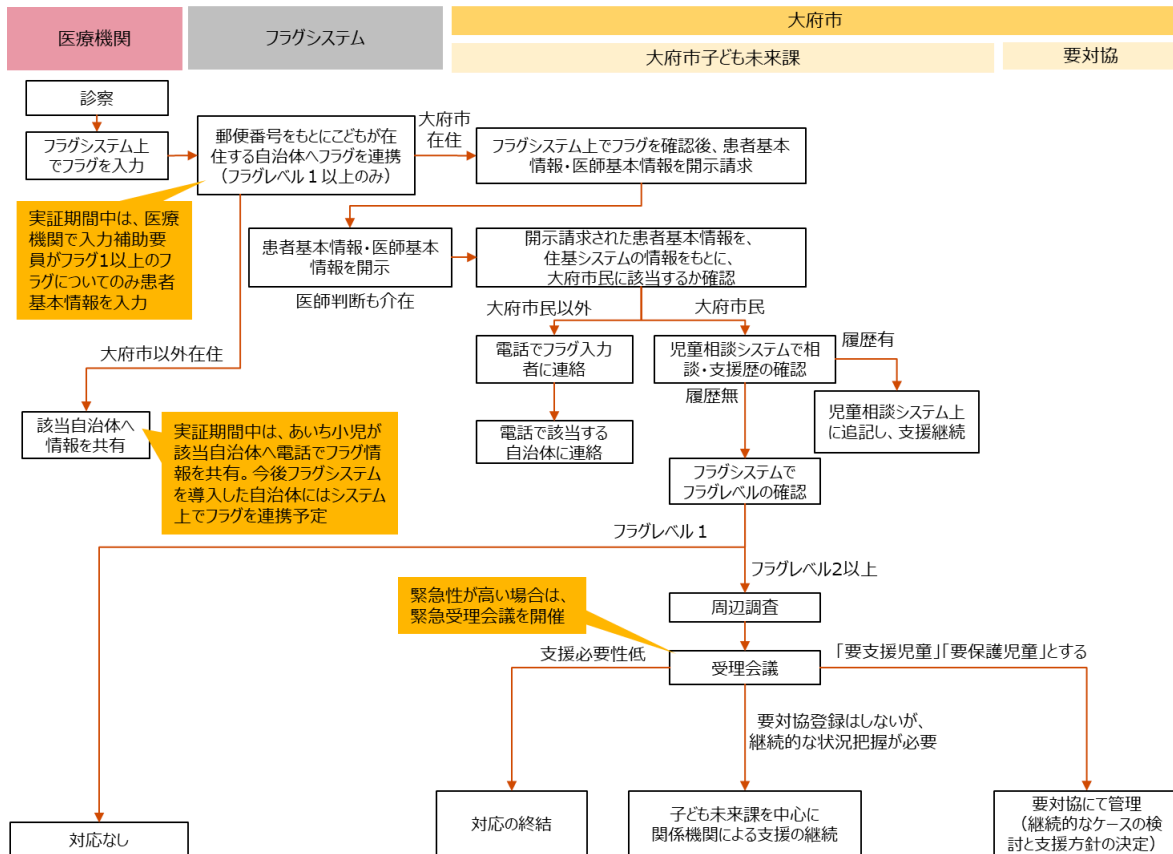 医療機関
フラグシステム
大府市
大府市子ども未来課
要対協
診察
フラグシステム上
でフラグを入力
郵便番号をもとにこどもが在
住する自治体へフラグを連携
（フラグレベル１以上のみ）
大府市
在住
フラグシステム上でフラグを確認後、患者基本
情報・医師基本情報を開示請求
実証期間中は、医療
機関で入力補助要
員がフラグ1以上のフ
ラグについてのみ患者
基本情報を入力
患者基本情報・医師基本
情報を開示
医師判断も介在
開示請求された患者基本情報を、
住基システムの情報をもとに、
大府市民に該当するか確認
大府市民以外
大府市民
大府市以外在住
電話でフラグ入力
者に連絡
児童相談システムで相
談・支援歴の確認
履歴有
履歴無
該当自治体へ
情報を共有
実証期間中は、あいち小児が
該当自治体へ電話でフラグ情
報を共有。今後フラグシステム
を導入した自治体にはシステム
上でフラグを連携予定
電話で該当する
自治体に連絡
児童相談システム上
に追記し、支援継続
フラグシステムで
フラグレベルの確認
フラグレベル１
フラグレベル2以上
緊急性が高い場合は、
緊急受理会議を開催
周辺調査
支援必要性低
受理会議
「要支援児童」「要保護児童」とする
要対協登録はしないが、
継続的な状況把握が必要
対応なし
対応の終結
子ども未来課を中心に
関係機関による支援の継続
要対協にて管理
（継続的なケースの検
討と支援方針の決定）